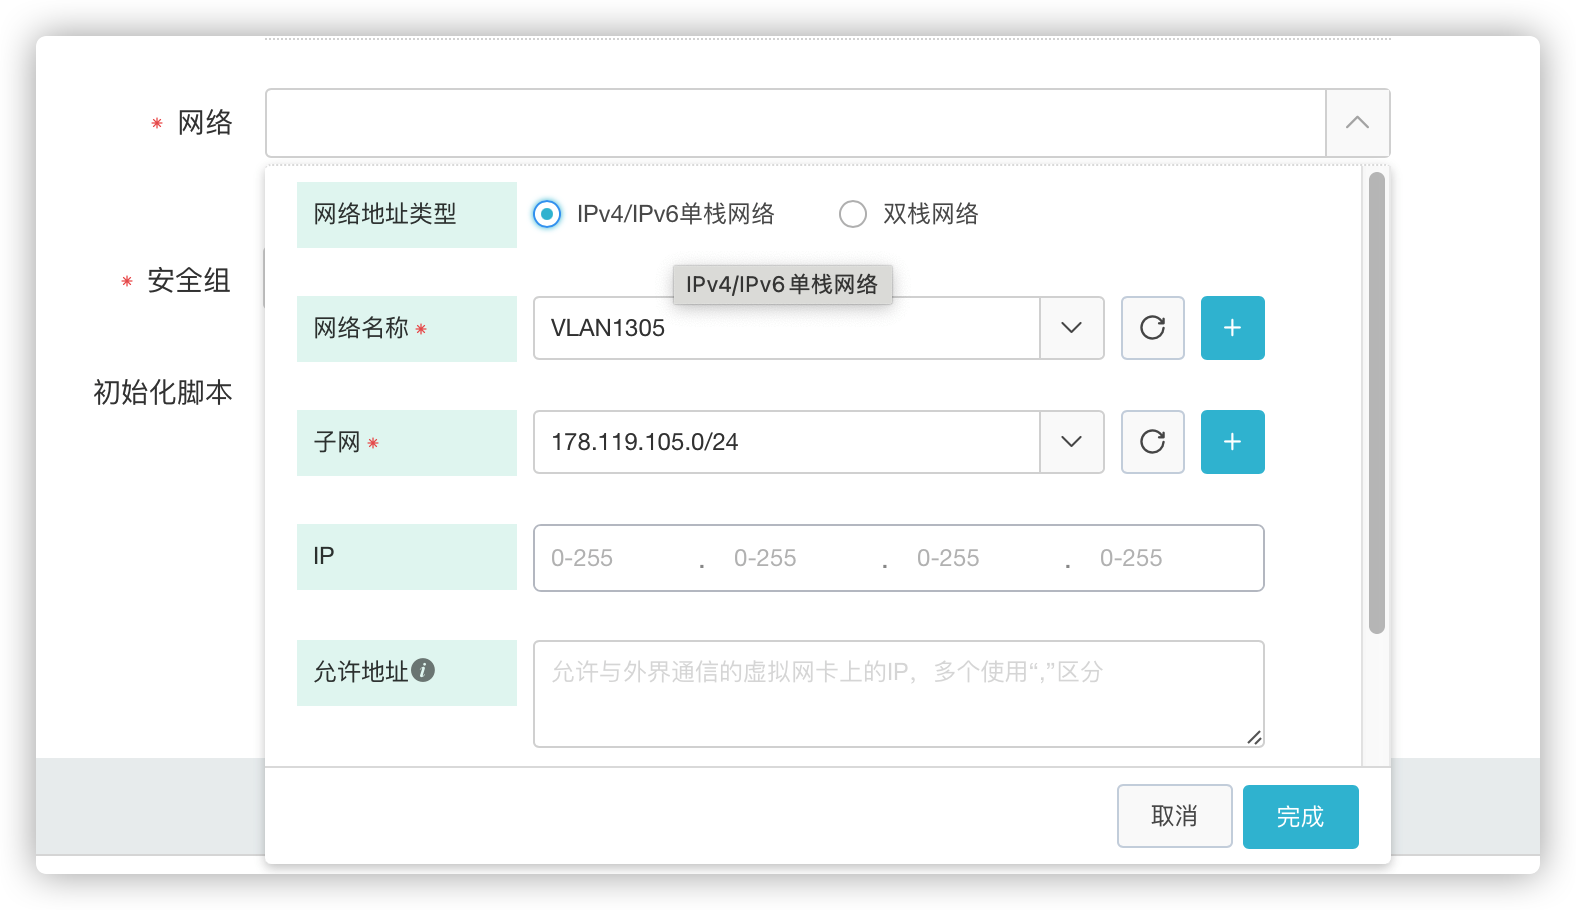 * 网络
网络地址类型 IPv4/IPv6单栈网络 双栈网络
* 安全组
IPv4/IPv6单栈网络
网络名称 * VLAN1305
初始化脚本
子网 * 178.119.105.0/24
IP 0-255 . 0-255 . 0-255 . 0-255
允许地址 i 允许与外界通信的虚拟网卡上的IP，多个使用“,”区分
取消 完成